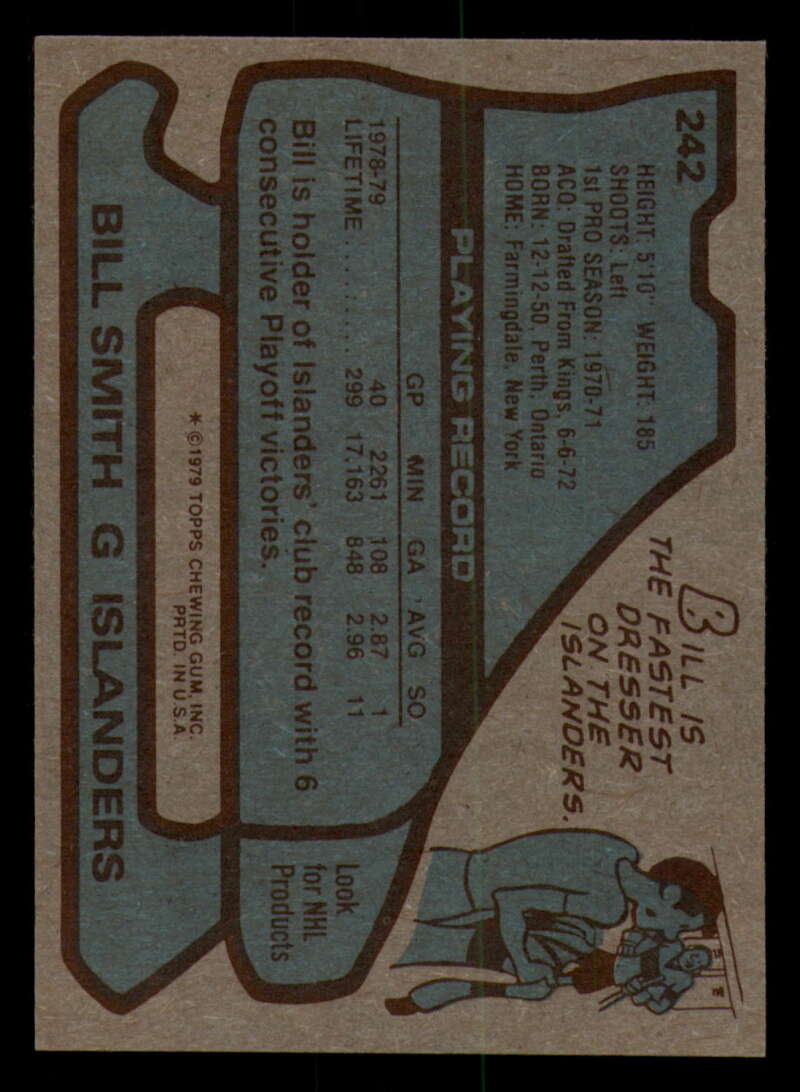 242
HEIGHT: 5'10" WEIGHT: 185
SHOOTS: Left
1st PRO SEASON: 1970-71
ACQ: Drafted From Kings, 6-6-72
BORN: 12-12-50, Perth, Ontario
HOME: Farmingdale, New York
BILL IS
THE FASTEST
DRESSER
ON THE
ISLANDERS.
PLAYING RECORD
GP MIN GA AVG SO
1978-79 40 2261 108 2.87 1
LIFETIME......... 299 17,163 848 2.96 11
Bill is holder of Islanders' club record with 6
consecutive Playoff victories.
Look
for NHL
Products
* ©1979 TOPPS CHEWING GUM, INC.
PRTD. IN U.S.A.
BILL SMITH G ISLANDERS